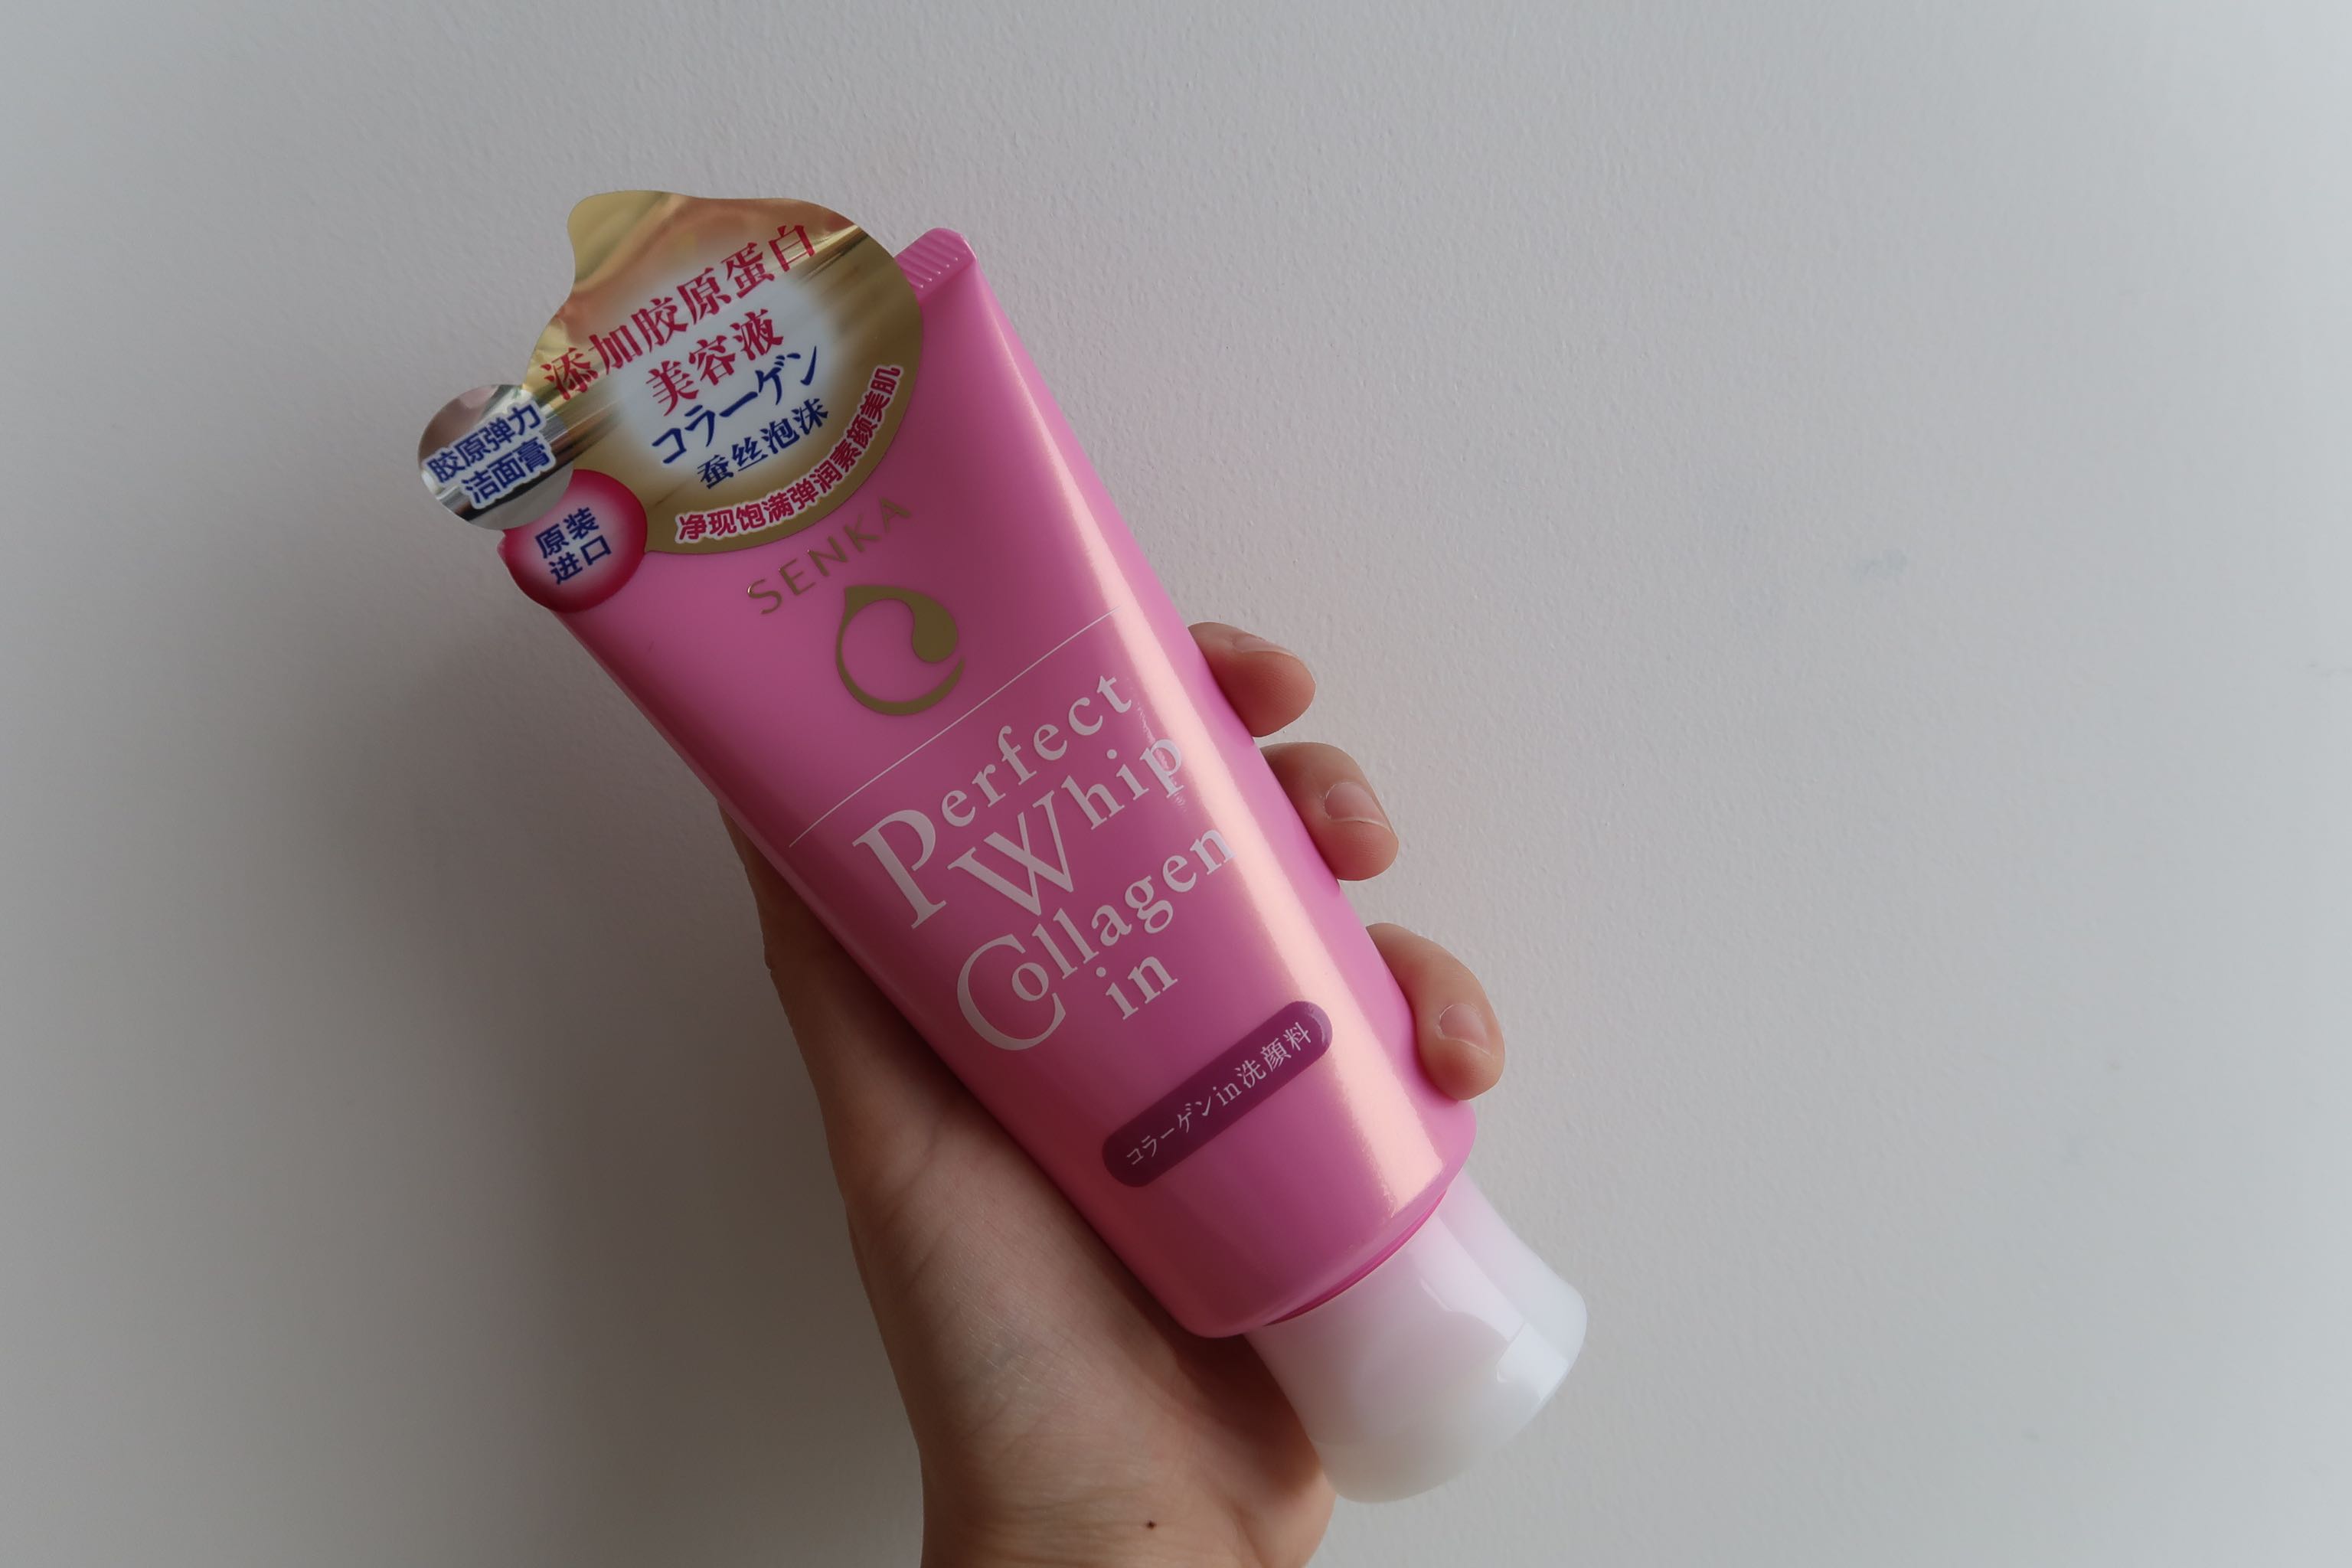 添加胶原蛋白
美容液
コラーゲン
蚕丝泡沫
净现饱满弹润素颜美肌
胶原弹力
洁面膏
原装
进口
SENKA
Perfect
Whip
Collagen
in
コラーゲンin洗顔料